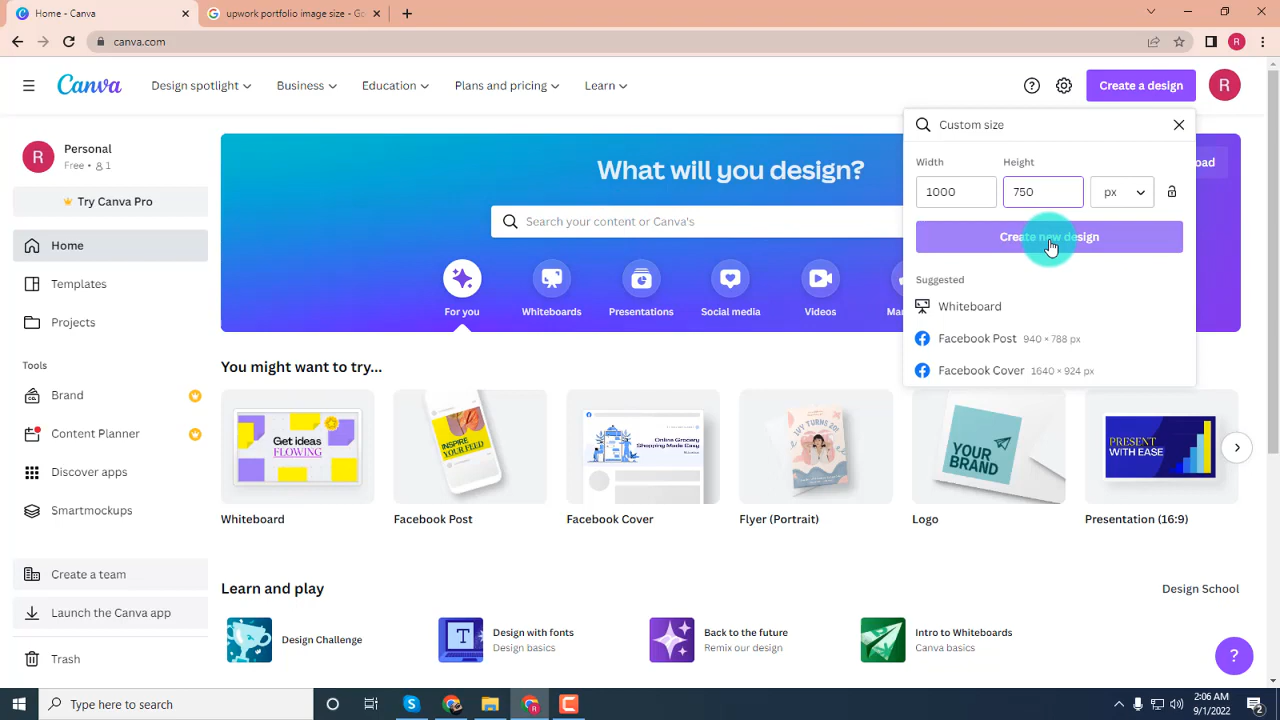 Home - Canva
upwork portfolio image size - Go
canva.com
Canva
Design spotlight
Business
Education
Plans and pricing
Learn
Create a design
R
R
Personal
Free • 1
Try Canva Pro
Home
Templates
Projects
Tools
Brand
Content Planner
Discover apps
Smartmockups
Create a team
Launch the Canva app
Trash
What will you design?
Search your content or Canva's
For you
Whiteboards
Presentations
Social media
Videos
Custom size
Width
Height
1000
750
px
Create new design
Suggested
Whiteboard
Facebook Post 940 × 788 px
Facebook Cover 1640 × 924 px
You might want to try...
Get ideas
FLOWING
INSPIRE
YOUR FEED
Online Grocery
Shopping Made Easy
YOUR
BRAND
PRESENT
WITH EASE
Whiteboard
Facebook Post
Facebook Cover
Flyer (Portrait)
Logo
Presentation (16:9)
Learn and play
Design School
Design Challenge
T
Design with fonts
Design basics
Back to the future
Remix our design
Intro to Whiteboards
Canva basics
?
Type here to search
2:06 AM
9/1/2022